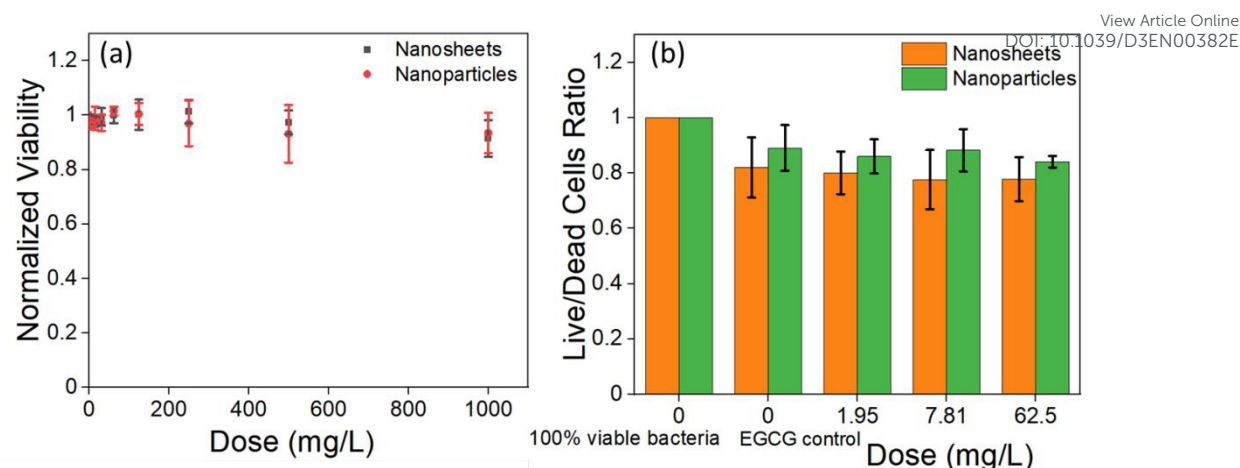 View Article Online
DOI: 10.1039/D3EN00382E
(a)
Nanosheets
Nanoparticles
Normalized Viability
1.2
1
0.8
0.6
0.4
0.2
0
0 200 400 600 800 1000
Dose (mg/L)
(b)
Nanosheets
Nanoparticles
Live/Dead Cells Ratio
1.2
1
0.8
0.6
0.4
0.2
0
0 0 1.95 7.81 62.5
100% viable bacteria EGCG control
Dose (mg/L)